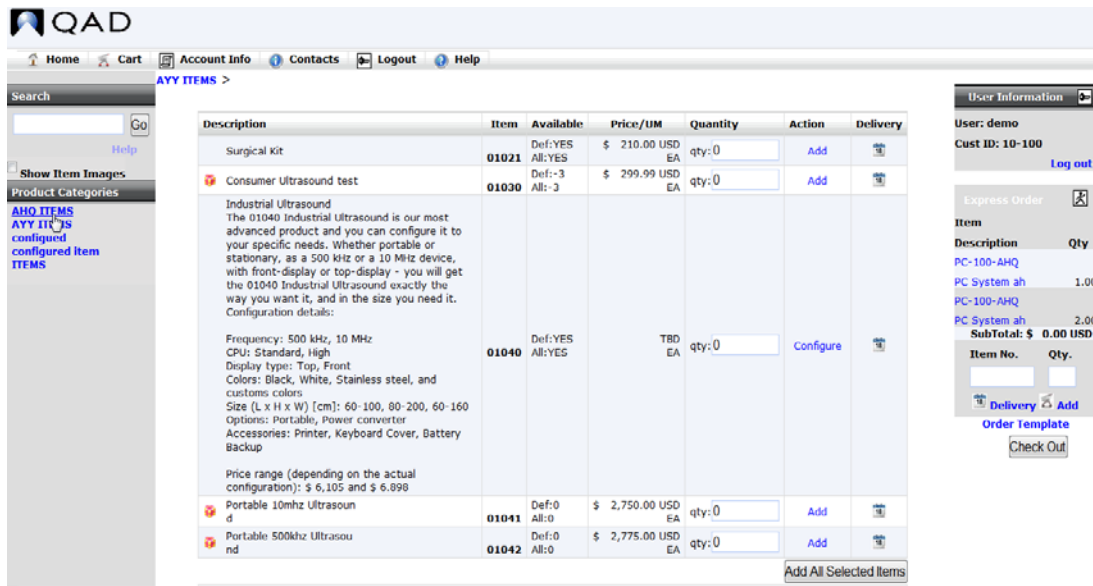 QAD
Home Cart Account Info Contacts Logout Help
AYY ITEMS >
Search
Go
Help
Show Item Images
Product Categories
AHQ ITEMS
AYY ITEMS
configued
configured item
ITEMS
Description Item Available Price/UM Quantity Action Delivery
Surgical Kit 01021 Def:YES All:YES $ 210.00 USD EA qty: 0 Add
Consumer Ultrasound test 01030 Def:-3 All:-3 $ 299.99 USD EA qty: 0 Add
Industrial Ultrasound
The 01040 Industrial Ultrasound is our most
advanced product and you can configure it to
your specific needs. Whether portable or
stationary, as a 500 kHz or a 10 MHz device,
with front-display or top-display - you will get
the 01040 Industrial Ultrasound exactly the
way you want it, and in the size you need it.
Configuration details:
Frequency: 500 kHz, 10 MHz
CPU: Standard, High
Display type: Top, Front
Colors: Black, White, Stainless steel, and
customs colors
Size (L x H x W) [cm]: 60-100, 80-200, 60-160
Options: Portable, Power converter
Accessories: Printer, Keyboard Cover, Battery
Backup
Price range (depending on the actual
configuration): $ 6,105 and $ 6.898
01040 Def:YES All:YES TBD EA qty: 0 Configure
Portable 10mhz Ultrasoun
d 01041 Def:0 All:0 $ 2,750.00 USD EA qty: 0 Add
Portable 500khz Ultrasou
nd 01042 Def:0 All:0 $ 2,775.00 USD EA qty: 0 Add
Add All Selected Items
User Information
User: demo
Cust ID: 10-100
Log out
Express Order
Item
Description Qty
PC-100-AHQ
PC System ah 1.00
PC-100-AHQ
PC System ah 2.00
SubTotal: $ 0.00 USD
Item No. Qty.
Delivery Add
Order Template
Check Out